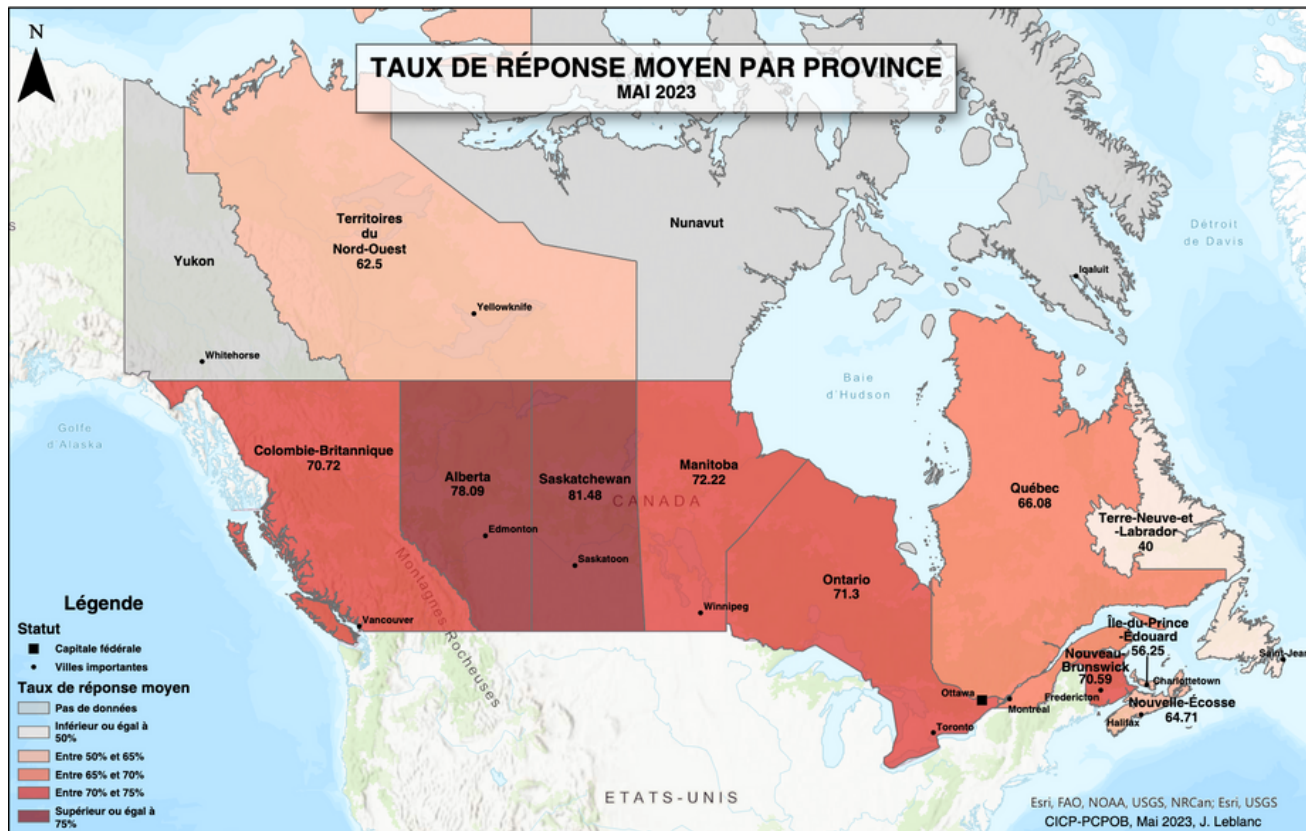 N
TAUX DE RÉPONSE MOYEN PAR PROVINCE
MAI 2023
Territoires
du
Nord-Ouest
62.5
Nunavut
Yukon
Détroit
de Davis
Iqaluit
Yellowknife
Whitehorse
Baie
d'Hudson
Golfe
d'Alaska
Colombie-Britannique
70.72
Alberta
78.09
Saskatchewan
81.48
Manitoba
72.22
CANADA
Québec
66.08
Terre-Neuve-et
-Labrador
40
Edmonton
Saskatoon
Montagnes Rocheuses
Ontario
71.3
Winnipeg
Vancouver
Île-du-Prince
-Édouard
56.25
Nouveau-
Brunswick
70.59
Saint-Jean
Charlottetown
Ottawa
Montréal
Fredericton
Nouvelle-Écosse
64.71
Halifax
Toronto
ETATS-UNIS
Légende
Statut
Capitale fédérale
Villes importantes
Taux de réponse moyen
Pas de données
Inférieur ou égal à
50%
Entre 50% et 65%
Entre 65% et 70%
Entre 70% et 75%
Supérieur ou égal à
75%
Esri, FAO, NOAA, USGS, NRCan; Esri, USGS
CICP-PCPOB, Mai 2023, J. Leblanc